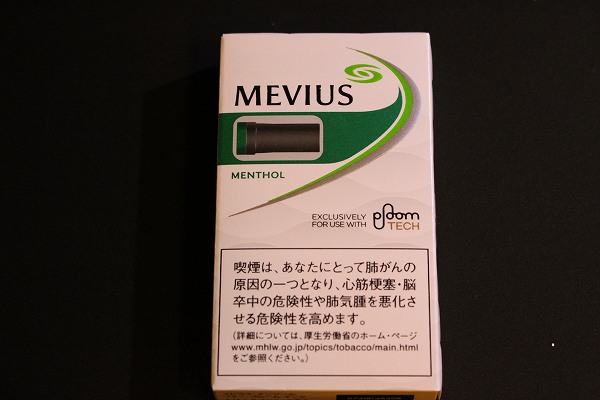 MEVIUS
MENTHOL
EXCLUSIVELY
FOR USE WITH
ploom
TECH
喫煙は、あなたにとって肺がんの
原因の一つとなり、心筋梗塞・脳
卒中の危険性や肺気腫を悪化さ
せる危険性を高めます。
(詳細については、厚生労働省のホーム・ページ
www.mhlw.go.jp/topics/tobacco/main.html
をご参照ください。)